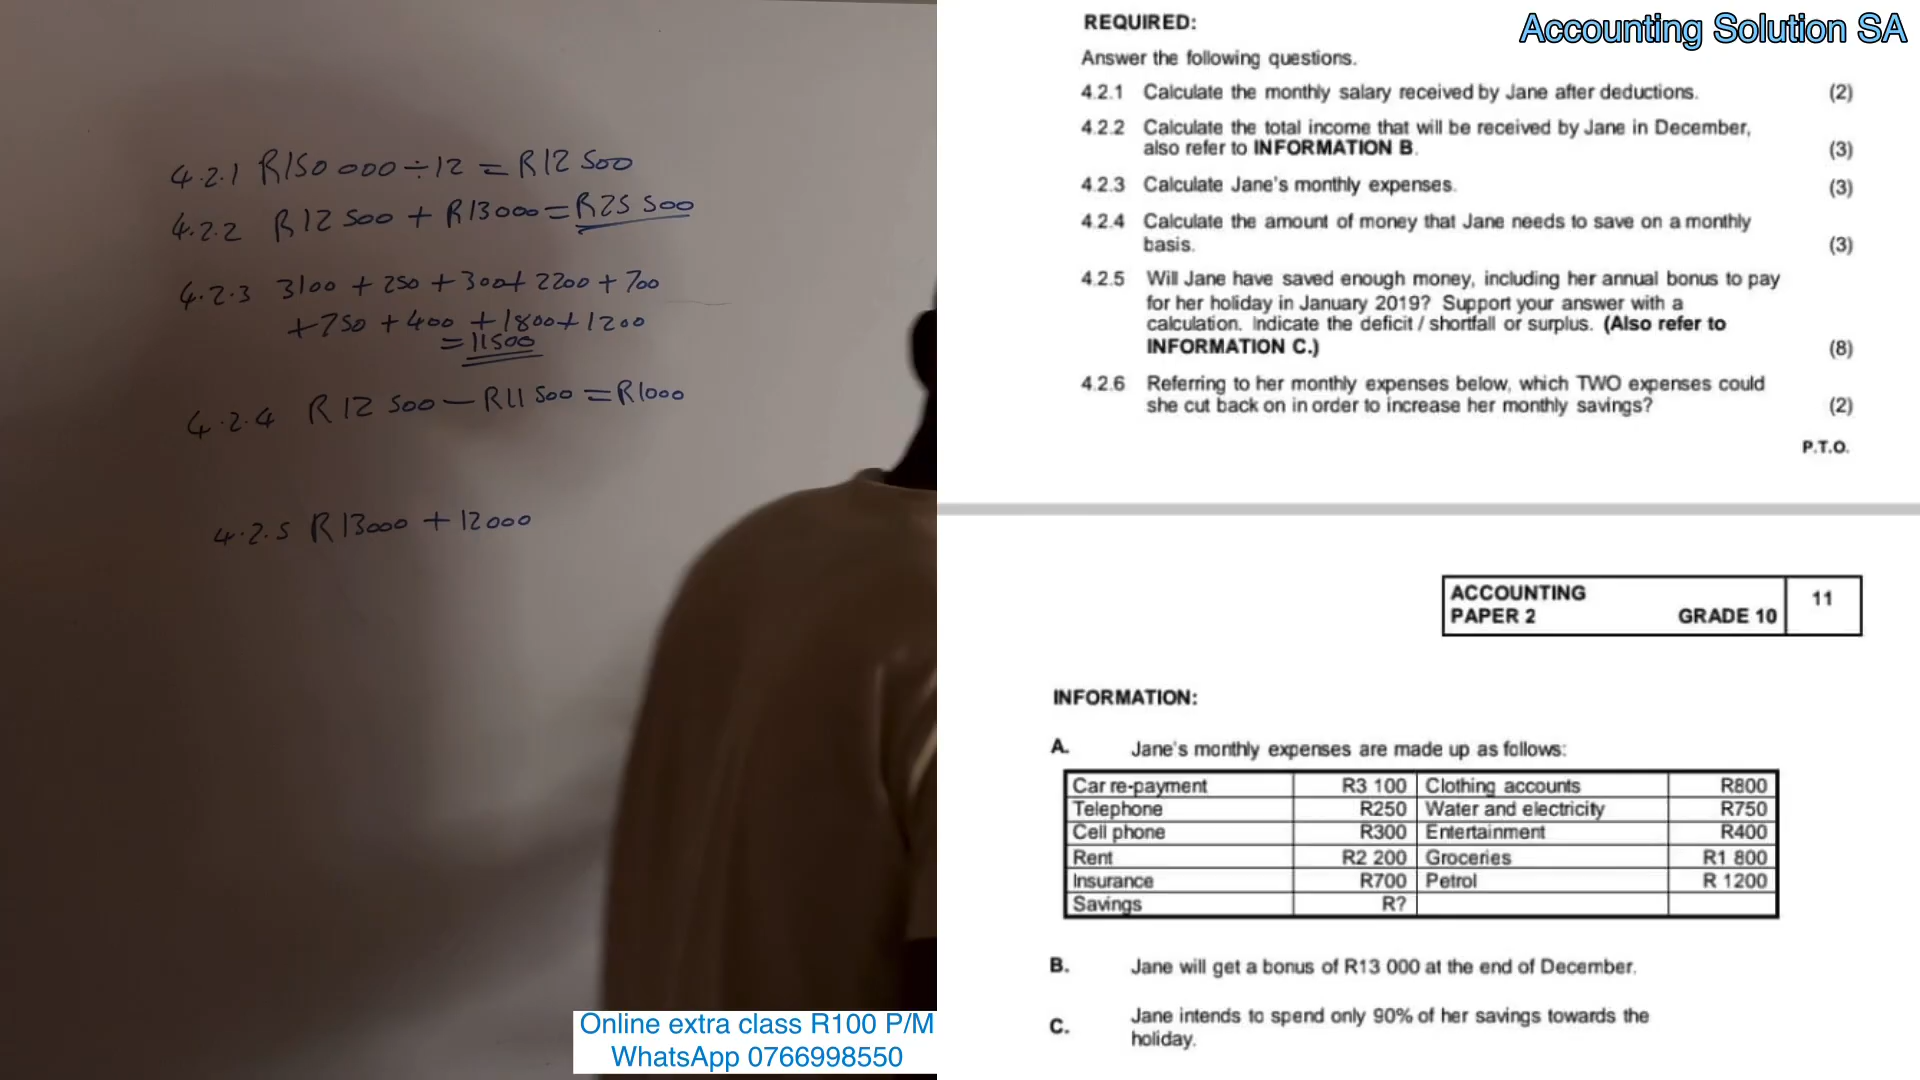 4.2.1 R150 000 ÷ 12 = R12 500
4.2.2 R12 500 + R13000 = R25 500
4.2.3 3100 + 250 + 300 + 2200 + 700
+ 750 + 400 + 1800 + 1200
= 11500
4.2.4 R12 500 – R11 500 = R1000
4.2.5 R13000 + 12000
Online extra class R100 P/M
WhatsApp 0766998550
Accounting Solution SA
REQUIRED:
Answer the following questions.
4.2.1 Calculate the monthly salary received by Jane after deductions. (2)
4.2.2 Calculate the total income that will be received by Jane in December,
also refer to INFORMATION B. (3)
4.2.3 Calculate Jane's monthly expenses. (3)
4.2.4 Calculate the amount of money that Jane needs to save on a monthly
basis. (3)
4.2.5 Will Jane have saved enough money, including her annual bonus to pay
for her holiday in January 2019? Support your answer with a
calculation. Indicate the deficit / shortfall or surplus. (Also refer to
INFORMATION C.) (8)
4.2.6 Referring to her monthly expenses below, which TWO expenses could
she cut back on in order to increase her monthly savings? (2)
P.T.O.
ACCOUNTING 11
PAPER 2 GRADE 10
INFORMATION:
A. Jane's monthly expenses are made up as follows:
Car re-payment R3 100 Clothing accounts R800
Telephone R250 Water and electricity R750
Cell phone R300 Entertainment R400
Rent R2 200 Groceries R1 800
Insurance R700 Petrol R 1200
Savings R?
B. Jane will get a bonus of R13 000 at the end of December.
C. Jane intends to spend only 90% of her savings towards the
holiday.